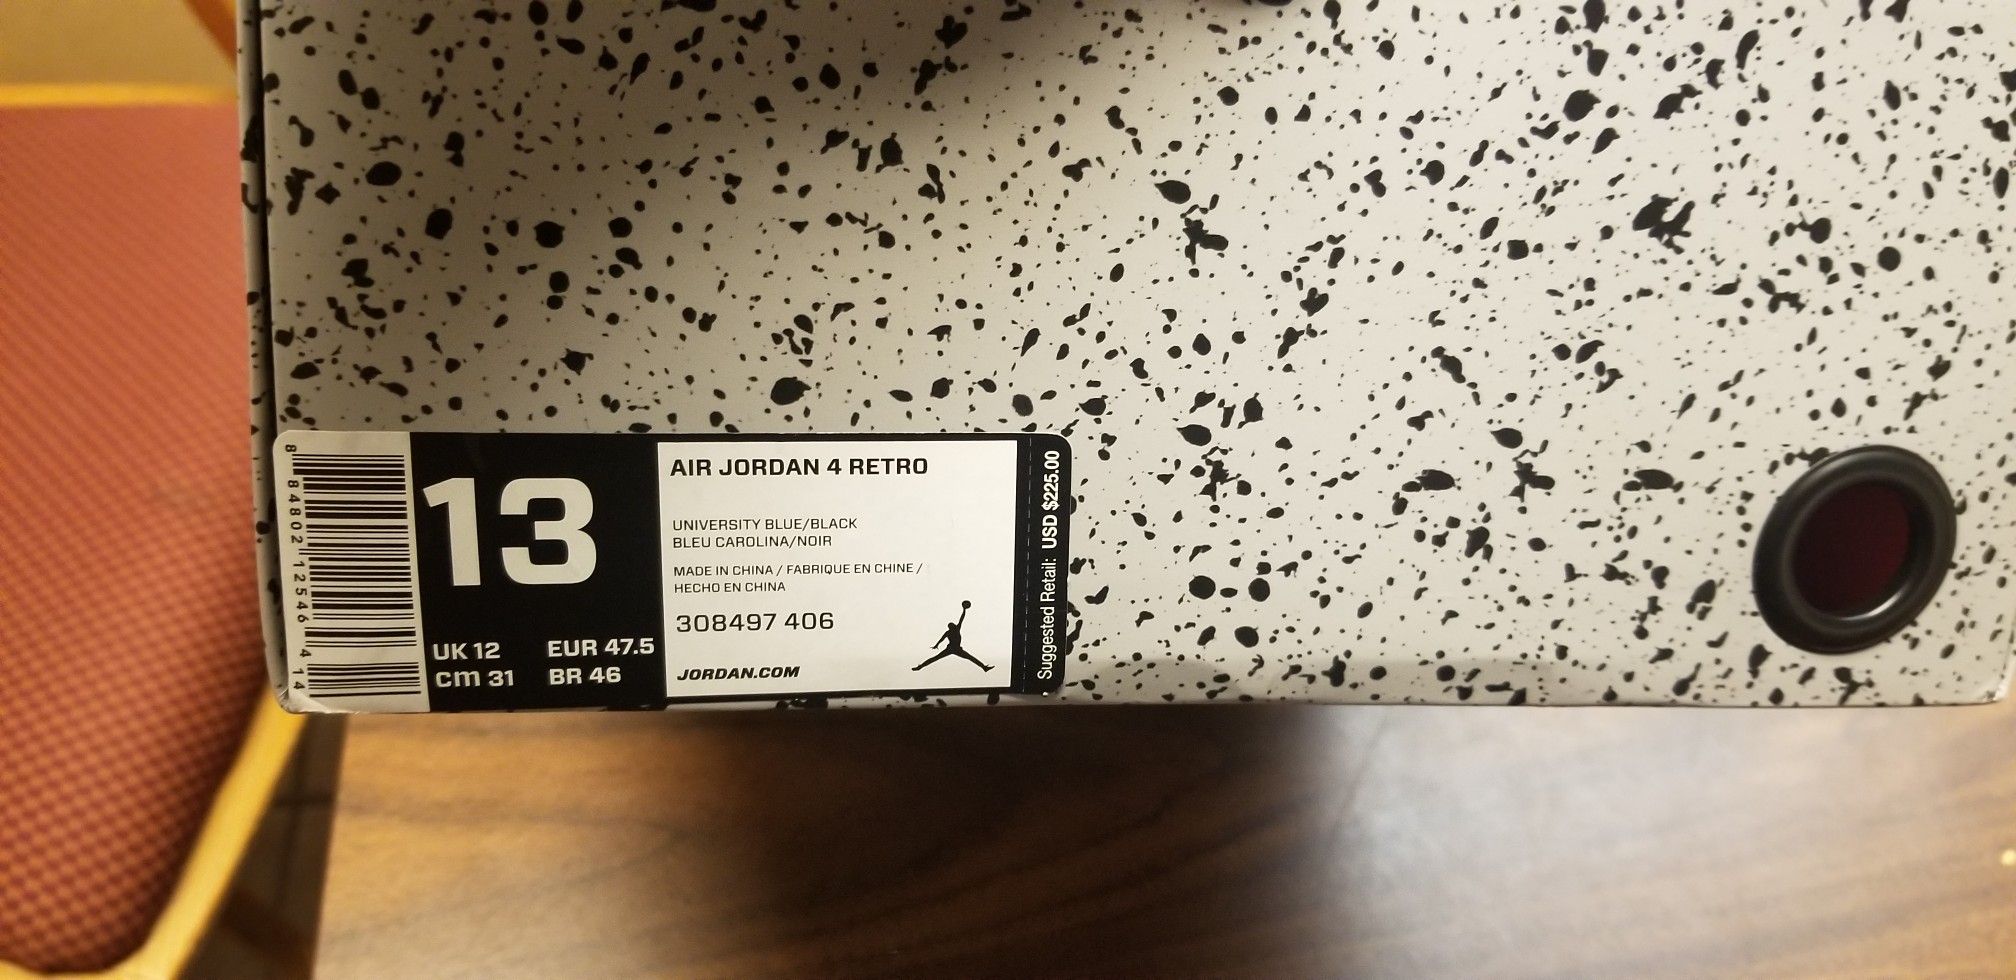 8 84802 12546 4 14
13
UK 12 EUR 47.5
cm 31 BR 46
AIR JORDAN 4 RETRO
UNIVERSITY BLUE/BLACK
BLEU CAROLINA/NOIR
MADE IN CHINA / FABRIQUE EN CHINE /
HECHO EN CHINA
308497 406
JORDAN.COM
Suggested Retail: USD $225.00